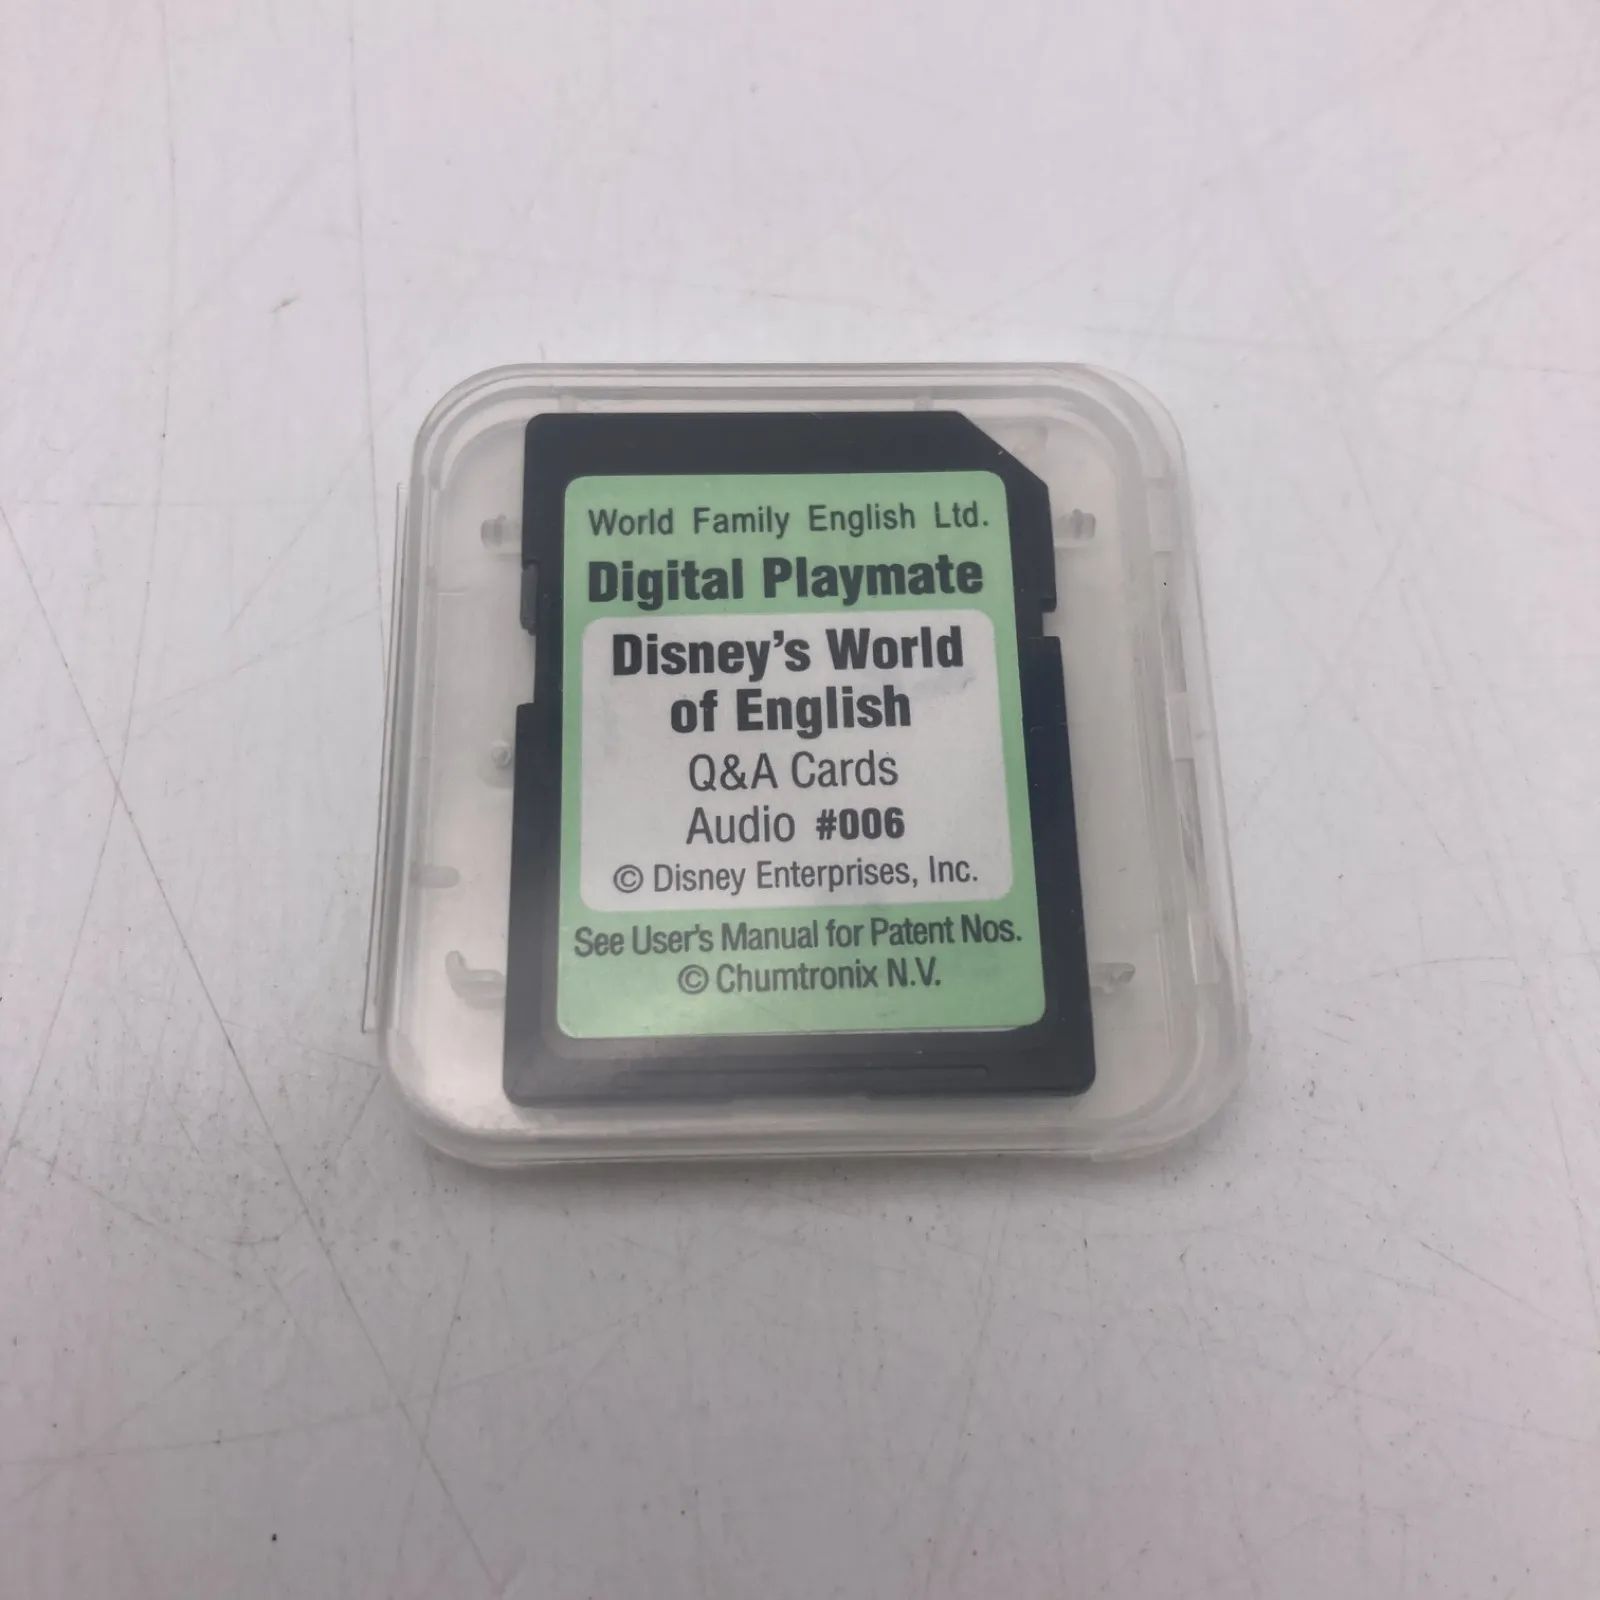 World Family English Ltd.
Digital Playmate
Disney's World
of English
Q&A Cards
Audio #006
© Disney Enterprises, Inc.
See User's Manual for Patent Nos.
© Chumtronix N.V.